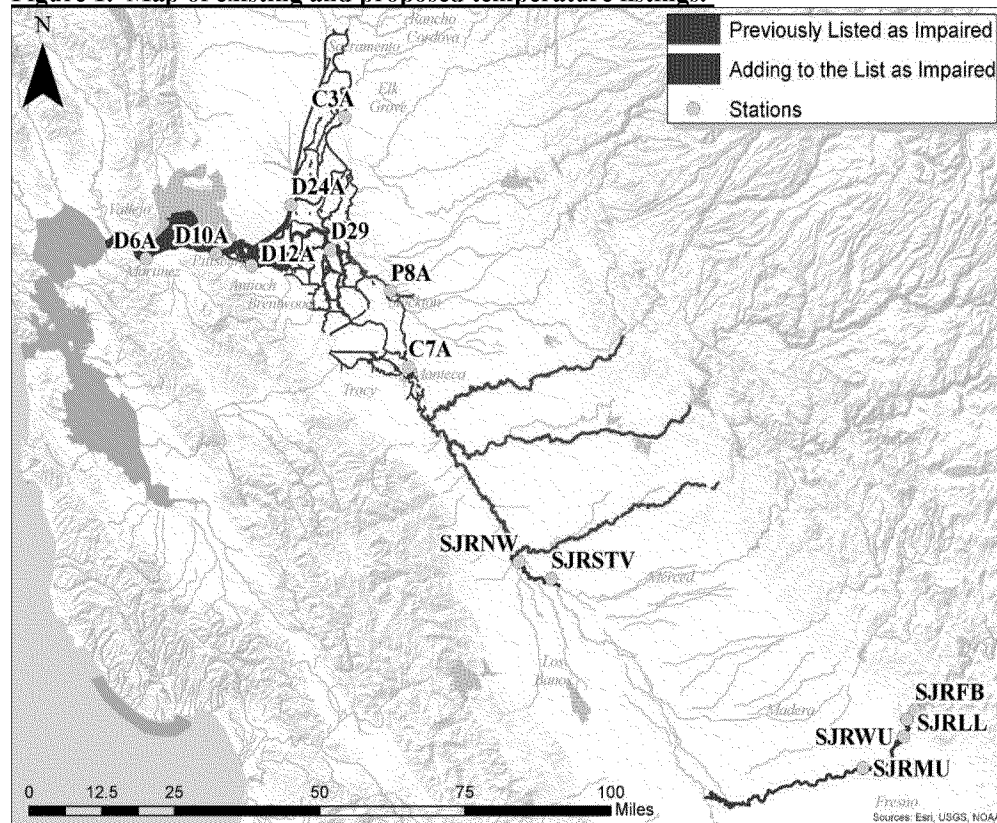 Figure 1. Map of existing and proposed temperature listings.
N
Previously Listed as Impaired
Adding to the List as Impaired
Stations
Rancho
Cordova
Sacramento
Elk
Grove
C3A
D24A
Vallejo
D6A
D10A
D29
D12A
Martinez
Antioch
Brentwood
P8A
C7A
Manteca
Tracy
SJRNW
SJRSTV
Merced
Los
Banos
Madera
SJRFB
SJRLL
SJRWU
SJRMU
Fresno
0 12.5 25 50 75 100
Miles
Sources: Esri, USGS, NOAA